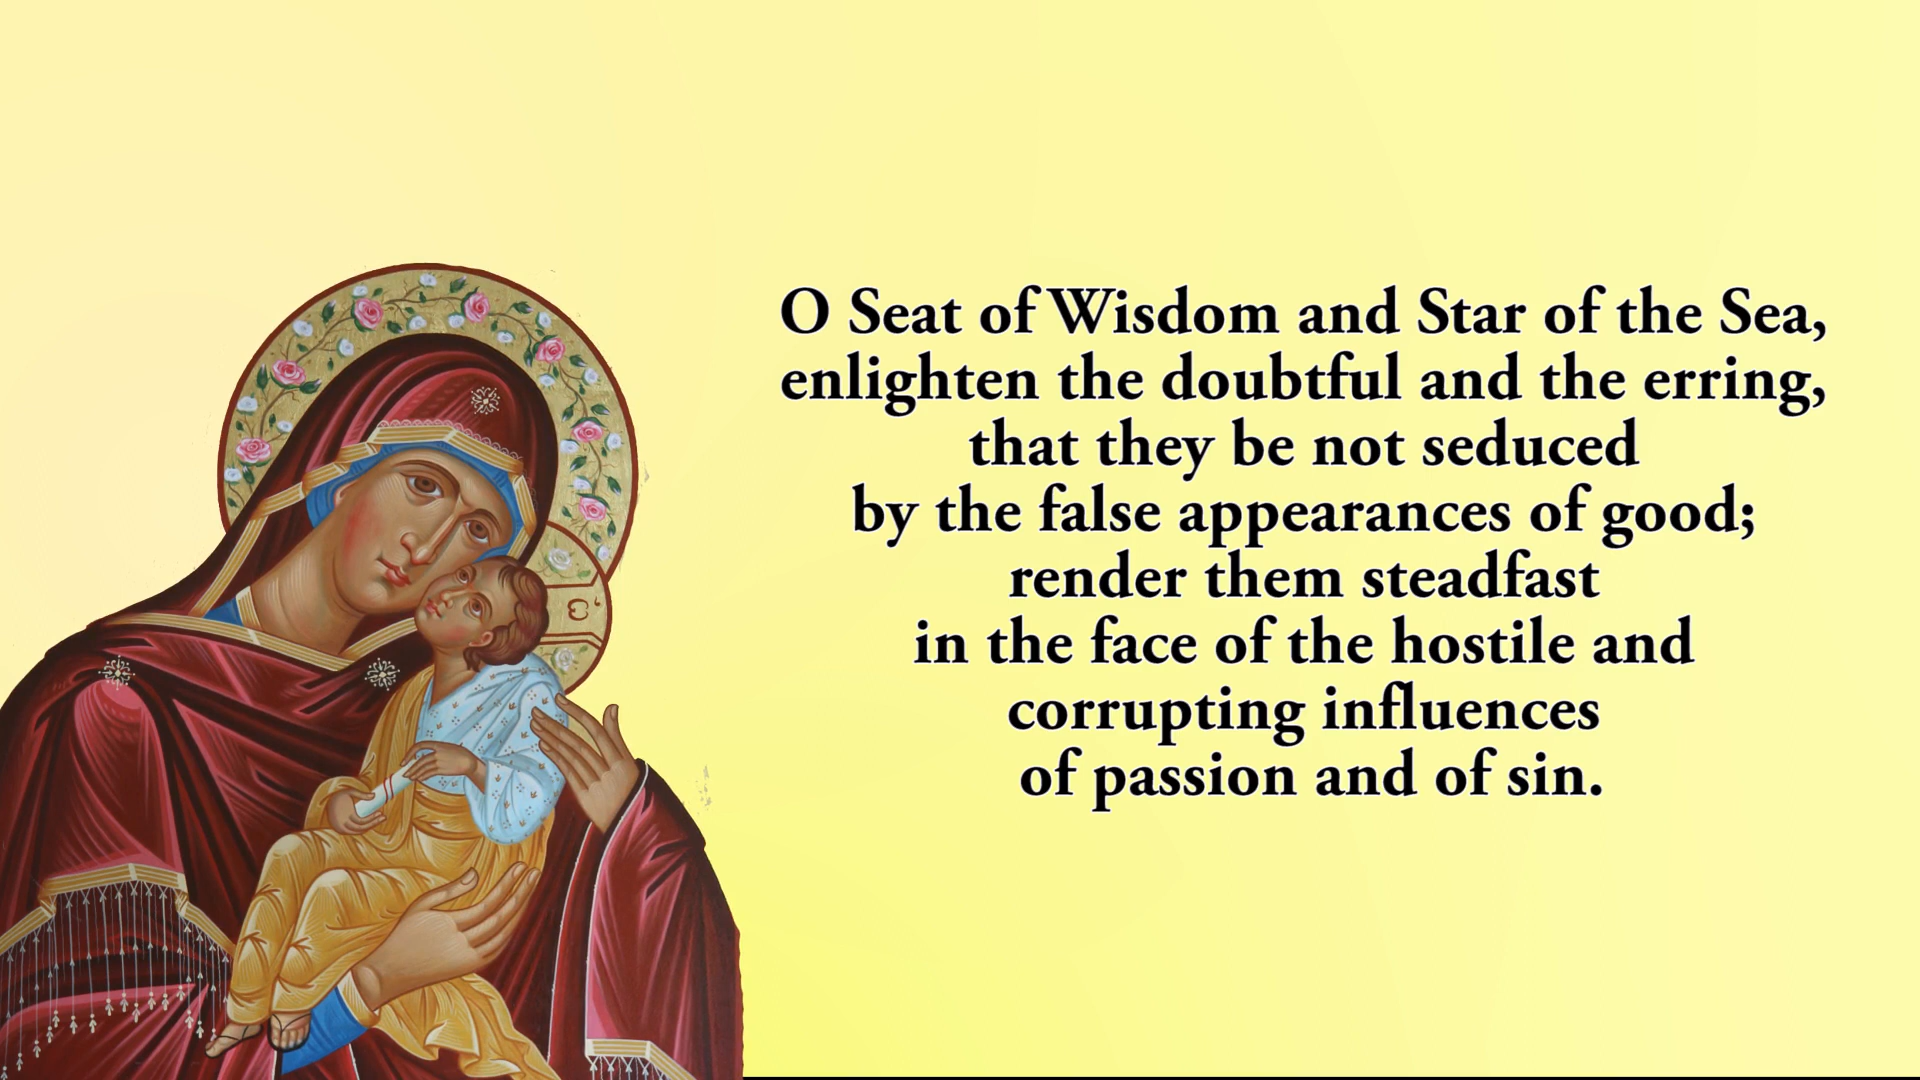 O Seat of Wisdom and Star of the Sea,
enlighten the doubtful and the erring,
that they be not seduced
by the false appearances of good;
render them steadfast
in the face of the hostile and
corrupting influences
of passion and of sin.